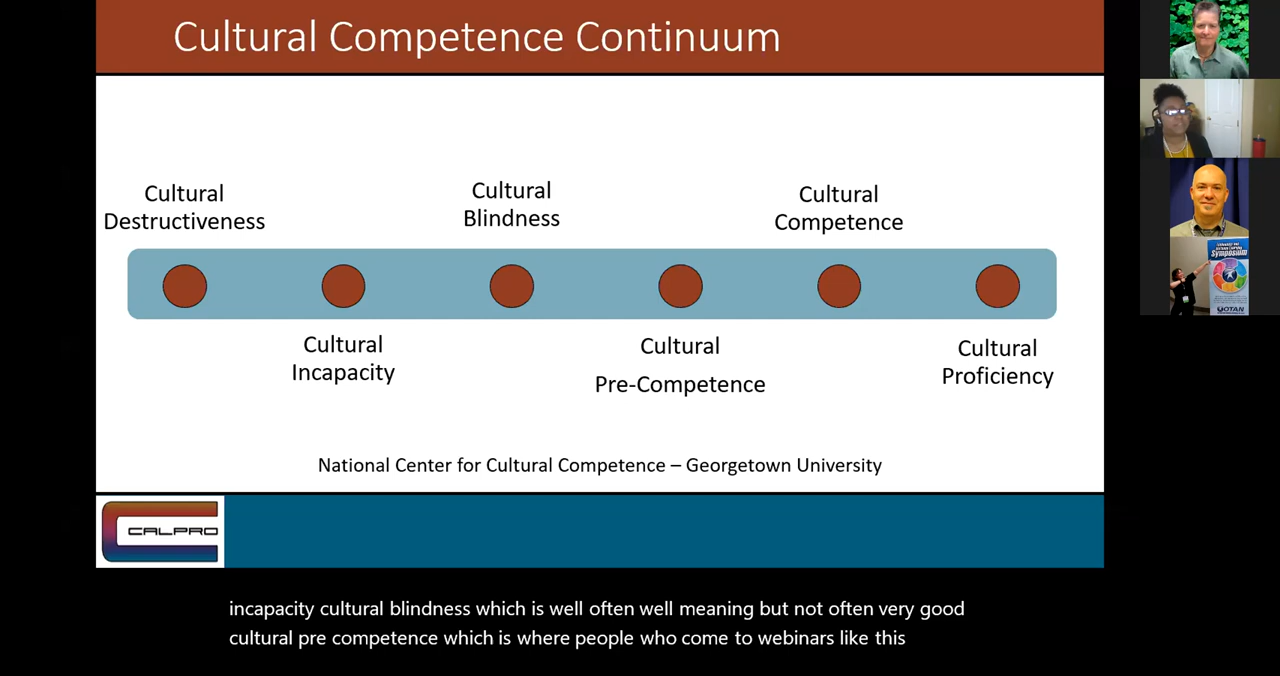 Cultural Competence Continuum
Cultural
Destructiveness
Cultural
Blindness
Cultural
Competence
Cultural
Incapacity
Cultural
Pre-Competence
Cultural
Proficiency
National Center for Cultural Competence – Georgetown University
CALPRO
incapacity cultural blindness which is well often well meaning but not often very good
cultural pre competence which is where people who come to webinars like this
Symposium
OTAN